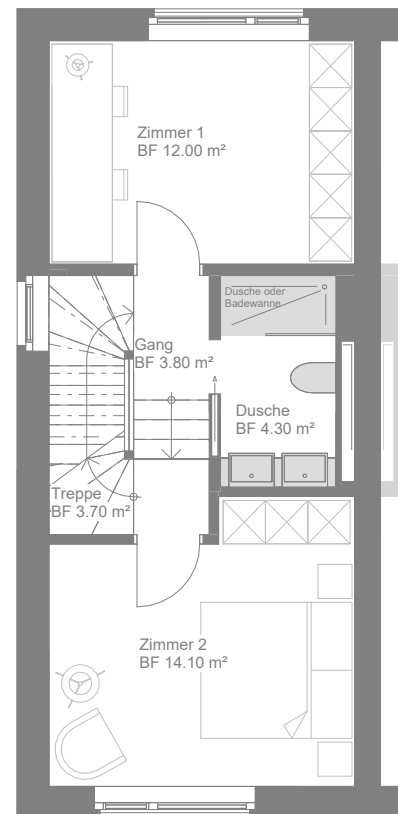 Zimmer 1
BF 12.00 m²
Dusche oder
Badewanne
Gang
BF 3.80 m²
Dusche
BF 4.30 m²
Treppe
BF 3.70 m²
Zimmer 2
BF 14.10 m²